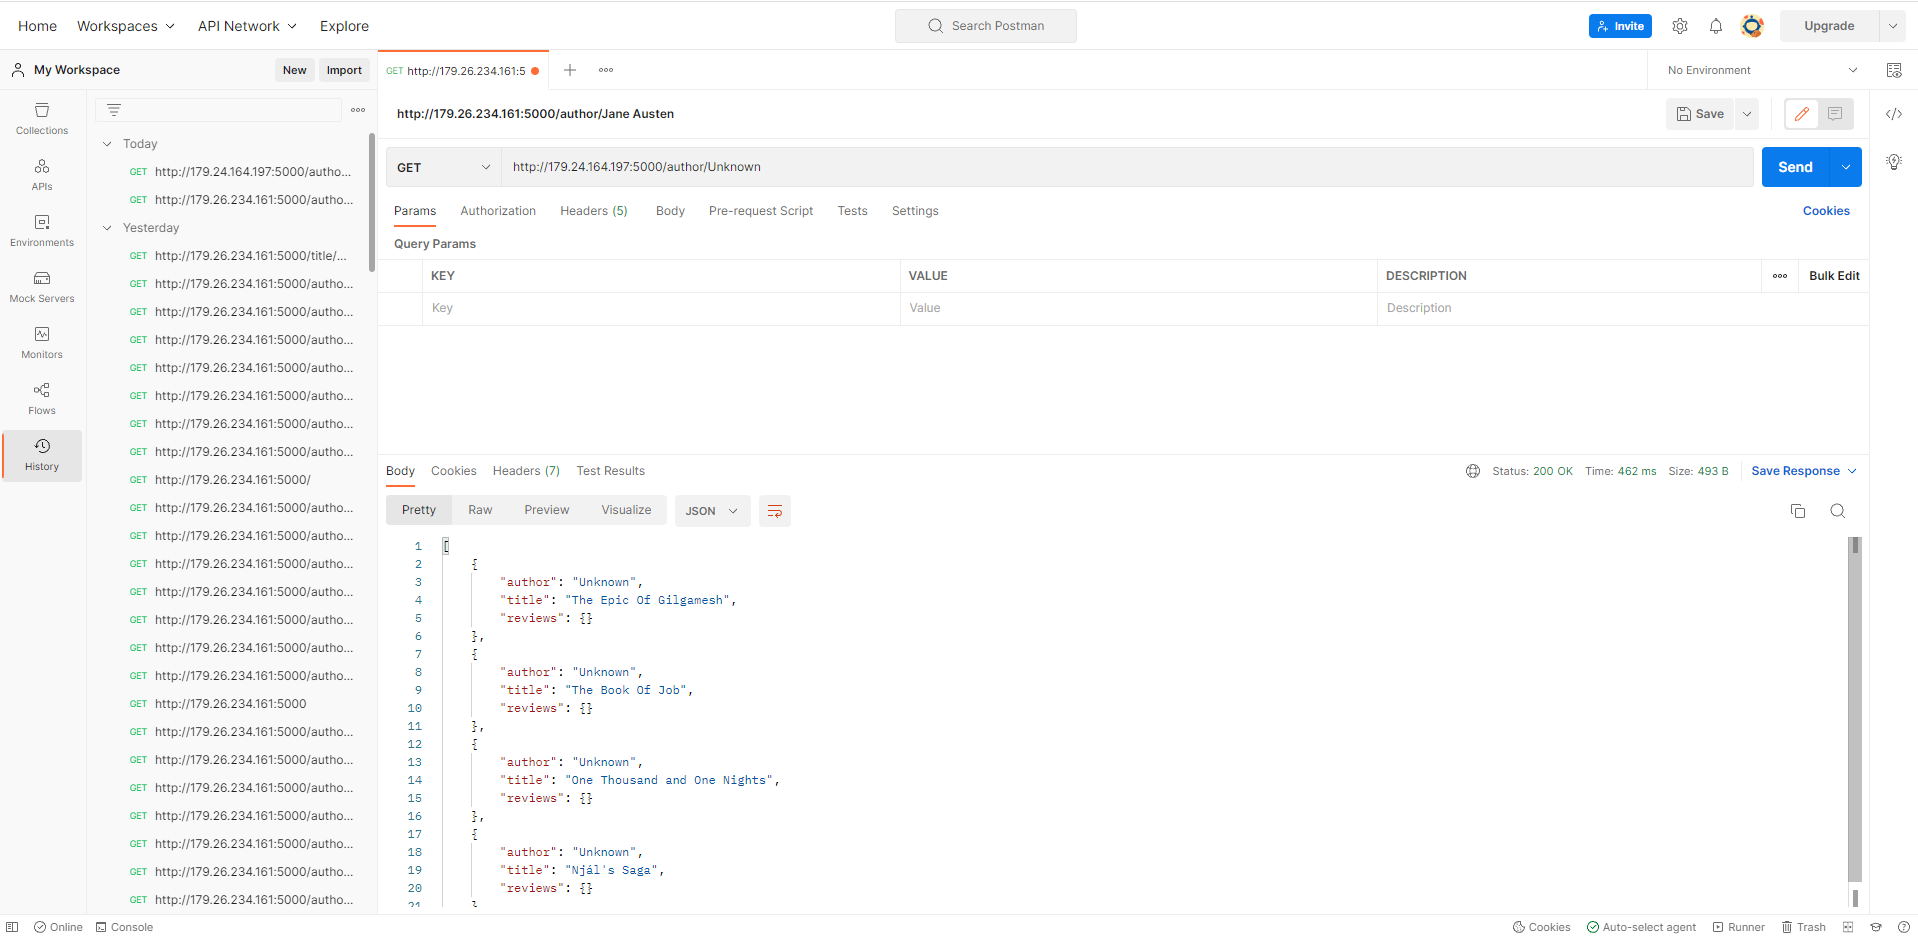 Home Workspaces API Network Explore Search Postman Invite Upgrade
My Workspace New Import GET http://179.26.234.161:5 No Environment
Collections
APIs
Environments
Mock Servers
Monitors
Flows
History
Today
GET http://179.24.164.197:5000/autho...
GET http://179.26.234.161:5000/autho...
Yesterday
GET http://179.26.234.161:5000/title/...
GET http://179.26.234.161:5000/autho...
GET http://179.26.234.161:5000/autho...
GET http://179.26.234.161:5000/autho...
GET http://179.26.234.161:5000/autho...
GET http://179.26.234.161:5000/autho...
GET http://179.26.234.161:5000/autho...
GET http://179.26.234.161:5000/autho...
GET http://179.26.234.161:5000/
GET http://179.26.234.161:5000/autho...
GET http://179.26.234.161:5000/autho...
GET http://179.26.234.161:5000/autho...
GET http://179.26.234.161:5000/autho...
GET http://179.26.234.161:5000/autho...
GET http://179.26.234.161:5000/autho...
GET http://179.26.234.161:5000/autho...
GET http://179.26.234.161:5000
GET http://179.26.234.161:5000/autho...
GET http://179.26.234.161:5000/autho...
GET http://179.26.234.161:5000/autho...
GET http://179.26.234.161:5000/autho...
GET http://179.26.234.161:5000/autho...
GET http://179.26.234.161:5000/autho...
GET http://179.26.234.161:5000/autho...
http://179.26.234.161:5000/author/Jane Austen Save
GET http://179.24.164.197:5000/author/Unknown Send
Params Authorization Headers (5) Body Pre-request Script Tests Settings Cookies
Query Params
KEY VALUE DESCRIPTION Bulk Edit
Key Value Description
Body Cookies Headers (7) Test Results Status: 200 OK Time: 462 ms Size: 493 B Save Response
Pretty Raw Preview Visualize JSON
1 [
2 {
3 "author": "Unknown",
4 "title": "The Epic Of Gilgamesh",
5 "reviews": {}
6 },
7 {
8 "author": "Unknown",
9 "title": "The Book Of Job",
10 "reviews": {}
11 },
12 {
13 "author": "Unknown",
14 "title": "One Thousand and One Nights",
15 "reviews": {}
16 },
17 {
18 "author": "Unknown",
19 "title": "Njál's Saga",
20 "reviews": {}
21 }
Online Console Cookies Auto-select agent Runner Trash